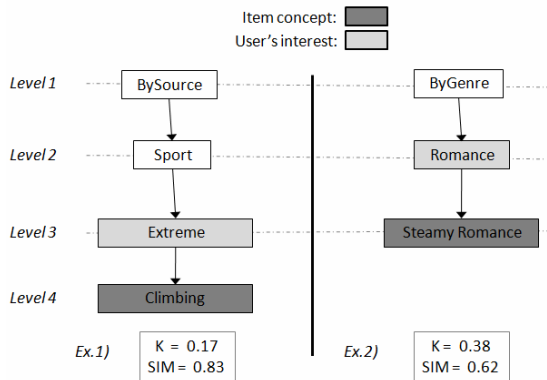 Item concept:
User's interest:
Level 1
BySource
ByGenre
Level 2
Sport
Romance
Level 3
Extreme
Steamy Romance
Level 4
Climbing
Ex.1)
K = 0.17
SIM = 0.83
Ex.2)
K = 0.38
SIM = 0.62